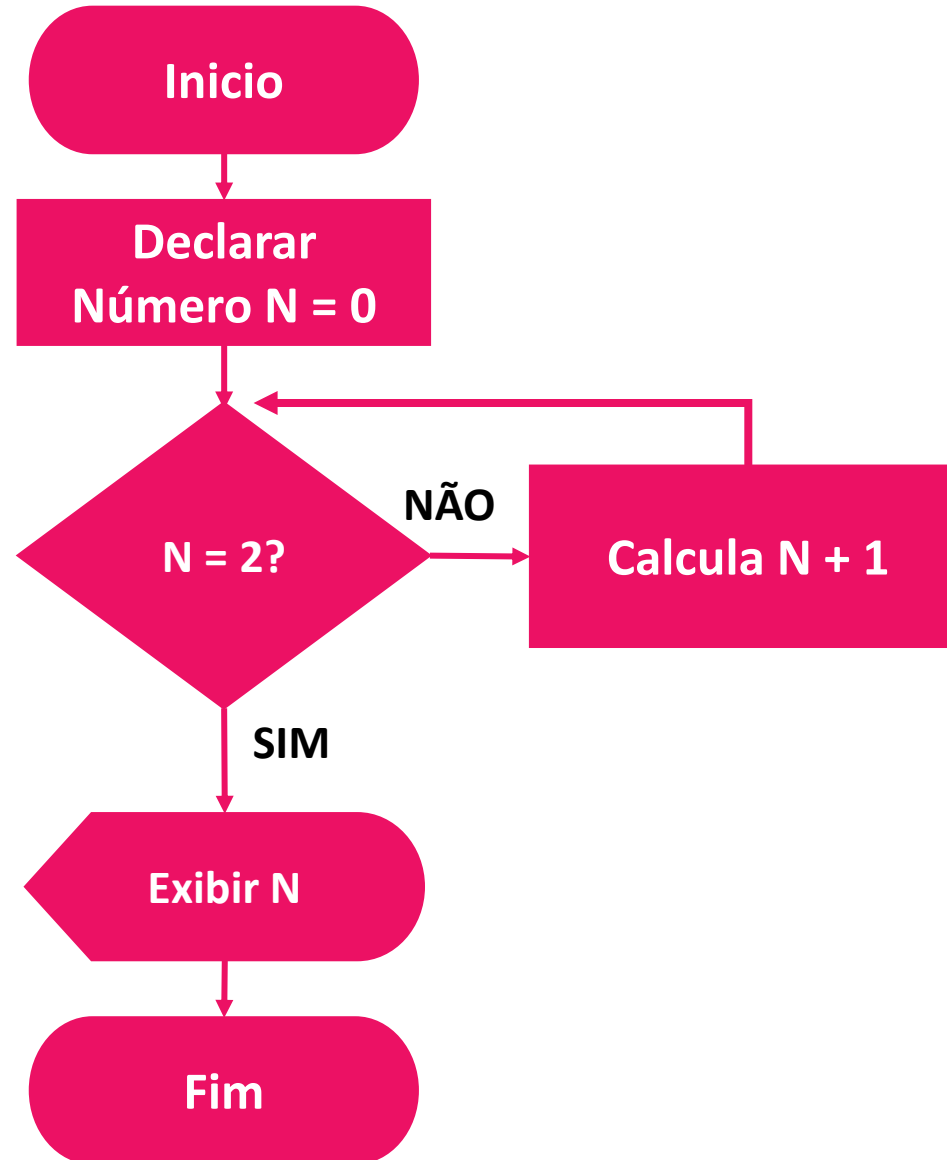 Inicio
Declarar
Número N = 0
N = 2?
NÃO
Calcula N + 1
SIM
Exibir N
Fim